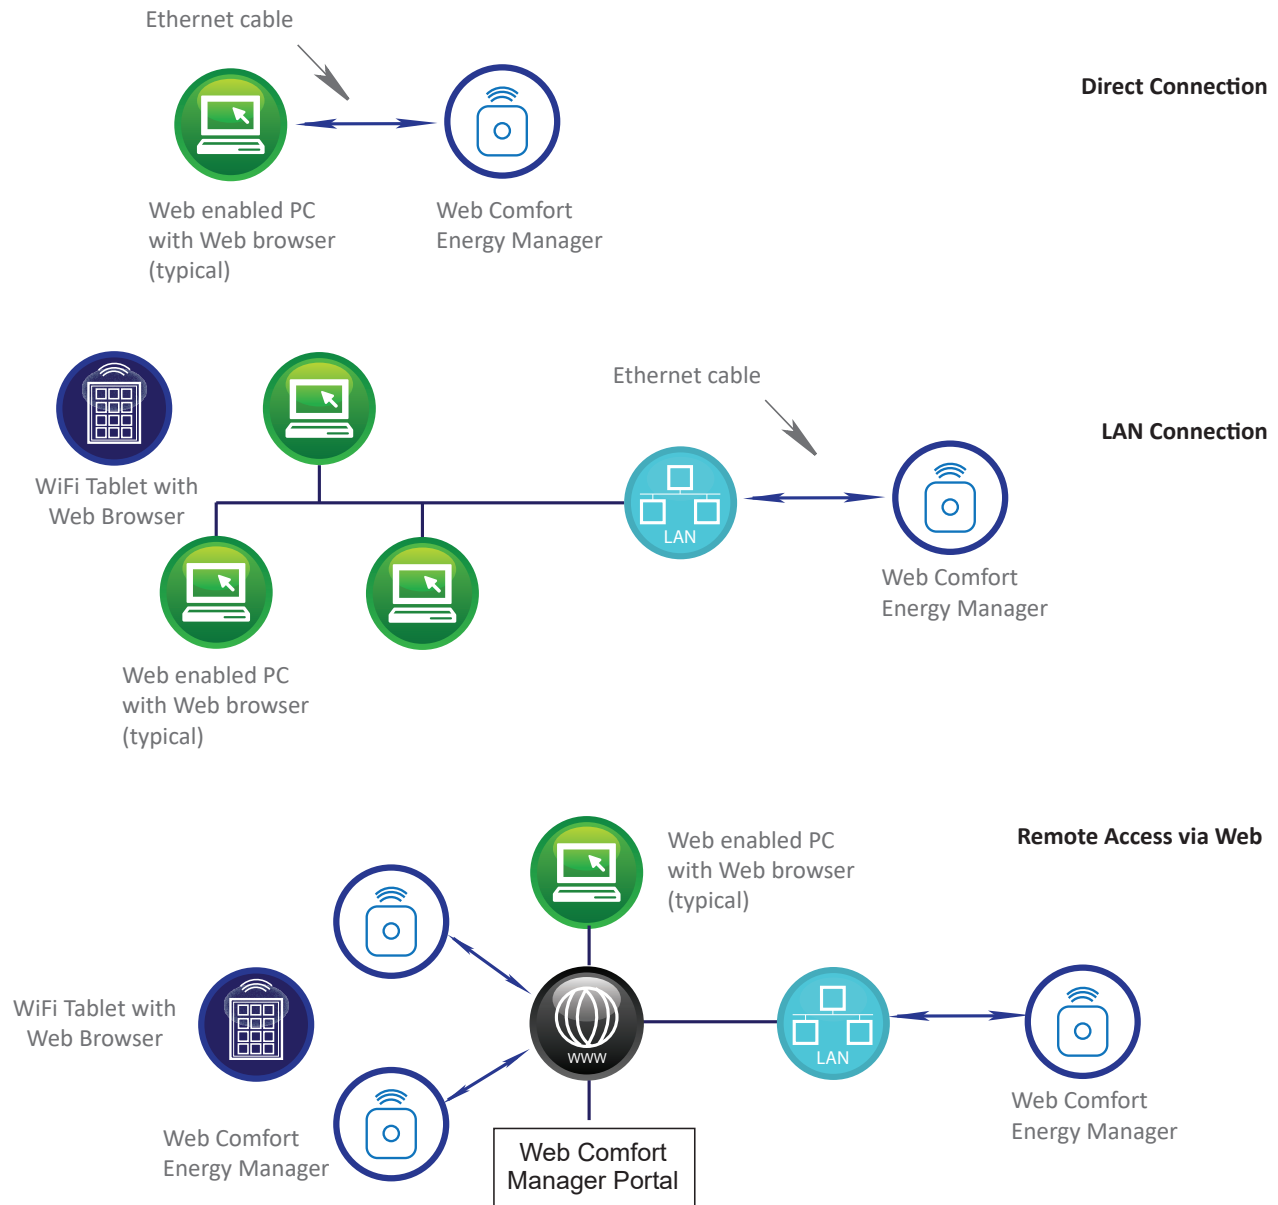 Ethernet cable
Direct Connection
Web enabled PC
with Web browser
(typical)
Web Comfort
Energy Manager
Ethernet cable
LAN Connection
WiFi Tablet with
Web Browser
LAN
Web Comfort
Energy Manager
Web enabled PC
with Web browser
(typical)
Remote Access via Web
Web enabled PC
with Web browser
(typical)
WiFi Tablet with
Web Browser
WWW
LAN
Web Comfort
Energy Manager
Web Comfort
Energy Manager
Web Comfort
Manager Portal